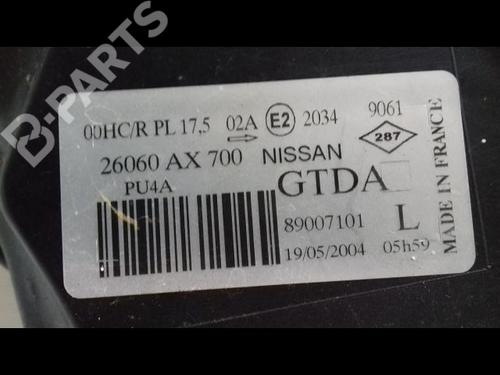 B-PARTS
00HC/R PL 17,5 02A E2 2034 9061
287
26060 AX 700 NISSAN
PU4A
GTDA
89007101 L
19/05/2004 05h59
MADE IN FRANCE